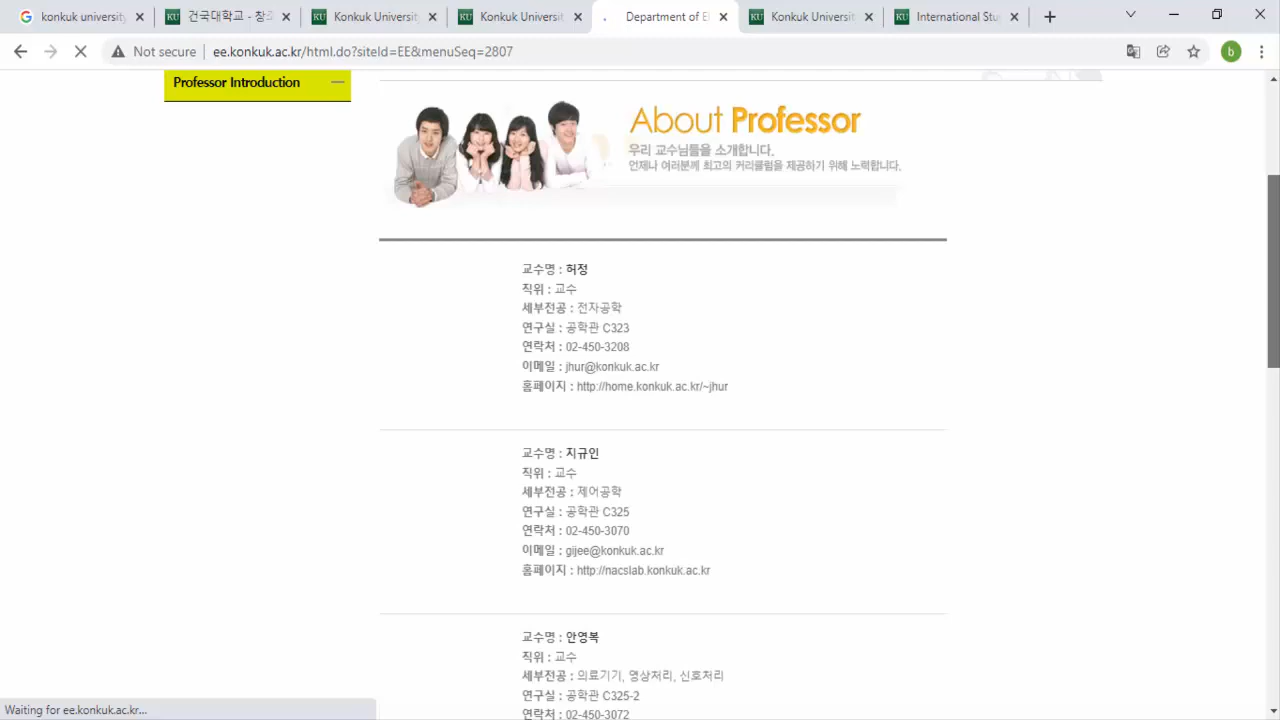 konkuk universit
건국대학교 - 창조
Konkuk Universit
Konkuk Universit
Department of E
Konkuk Universit
International Stu
Not secure
ee.konkuk.ac.kr/html.do?siteId=EE&menuSeq=2807
b
Professor Introduction
About Professor
우리 교수님들을 소개합니다.
언제나 여러분께 최고의 커리큘럼을 제공하기 위해 노력합니다.
교수명 : 허정
직위 : 교수
세부전공 : 전자공학
연구실 : 공학관 C323
연락처 : 02-450-3208
이메일 : jhur@konkuk.ac.kr
홈페이지 : http://home.konkuk.ac.kr/~jhur
교수명 : 지규인
직위 : 교수
세부전공 : 제어공학
연구실 : 공학관 C325
연락처 : 02-450-3070
이메일 : gijee@konkuk.ac.kr
홈페이지 : http://nacslab.konkuk.ac.kr
교수명 : 안영복
직위 : 교수
세부전공 : 의료기기, 영상처리, 신호처리
연구실 : 공학관 C325-2
연락처 : 02-450-3072
Waiting for ee.konkuk.ac.kr...